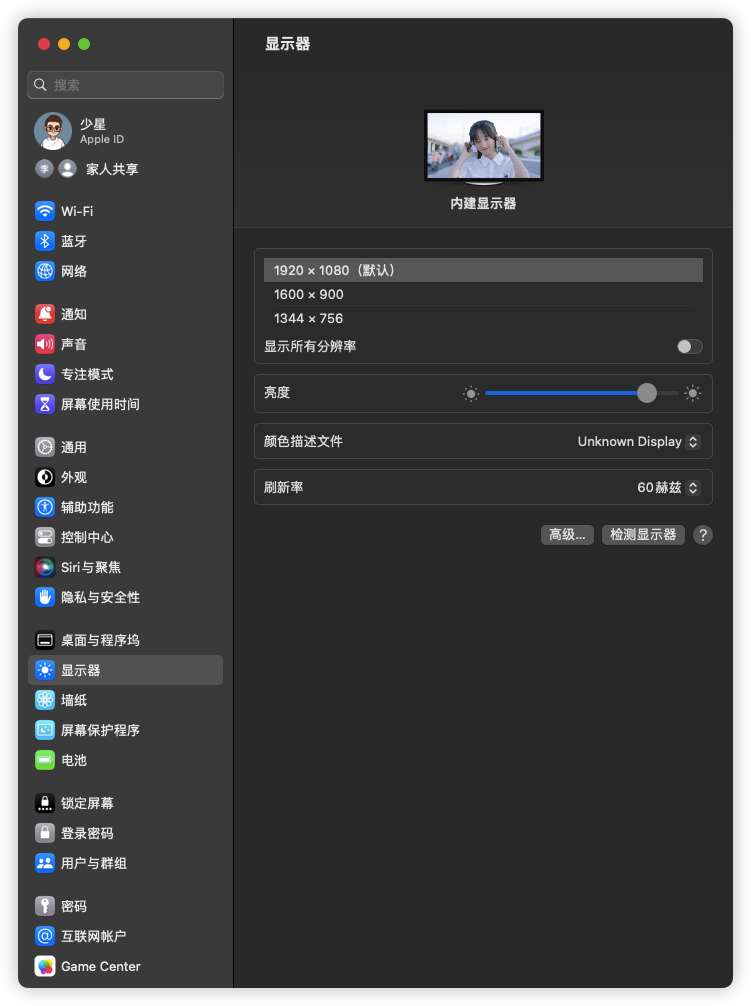 显示器
搜索
少星
Apple ID
李
家人共享
Wi-Fi
蓝牙
网络
通知
声音
专注模式
屏幕使用时间
通用
外观
辅助功能
控制中心
Siri与聚焦
隐私与安全性
桌面与程序坞
显示器
墙纸
屏幕保护程序
电池
锁定屏幕
登录密码
用户与群组
密码
互联网帐户
Game Center
内建显示器
1920 × 1080（默认）
1600 × 900
1344 × 756
显示所有分辨率
亮度
颜色描述文件 Unknown Display
刷新率 60赫兹
高级... 检测显示器 ?